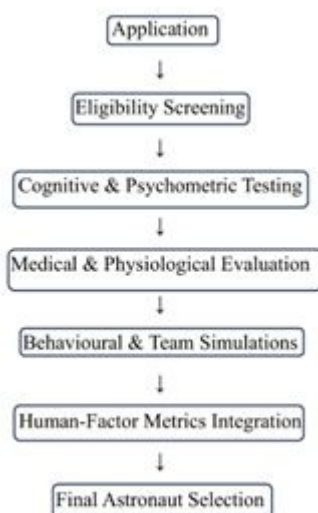 Application
Eligibility Screening
Cognitive & Psychometric Testing
Medical & Physiological Evaluation
Behavioural & Team Simulations
Human-Factor Metrics Integration
Final Astronaut Selection